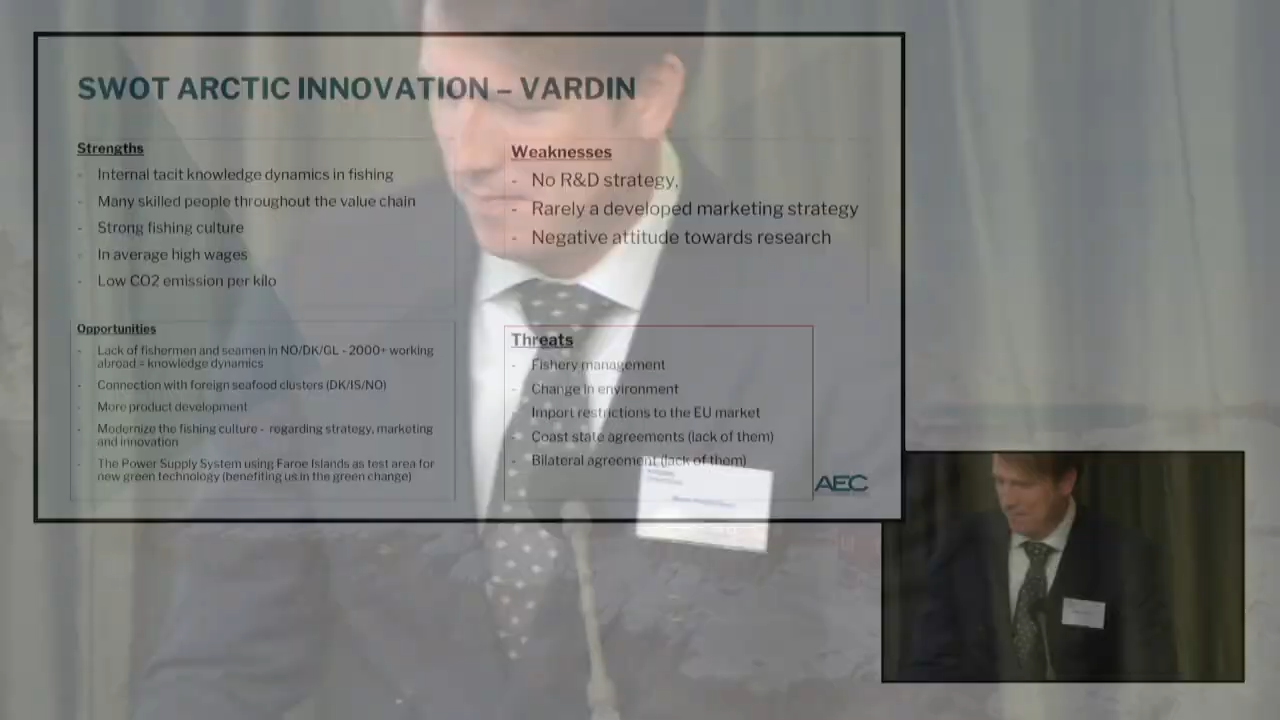 SWOT ARCTIC INNOVATION – VARDIN
Strengths
- Internal tacit knowledge dynamics in fishing
- Many skilled people throughout the value chain
- Strong fishing culture
- In average high wages
- Low CO2 emission per kilo
Weaknesses
- No R&D strategy,
- Rarely a developed marketing strategy
- Negative attitude towards research
Opportunities
- Lack of fishermen and seamen in NO/DK/GL - 2000+ working
abroad = knowledge dynamics
- Connection with foreign seafood clusters (DK/IS/NO)
- More product development
- Modernize the fishing culture - regarding strategy, marketing
and innovation
- The Power Supply System using Faroe Islands as test area for
new green technology (benefiting us in the green change)
Threats
- Fishery management
- Change in environment
- Import restrictions to the EU market
- Coast state agreements (lack of them)
- Bilateral agreement (lack of them)
AEC